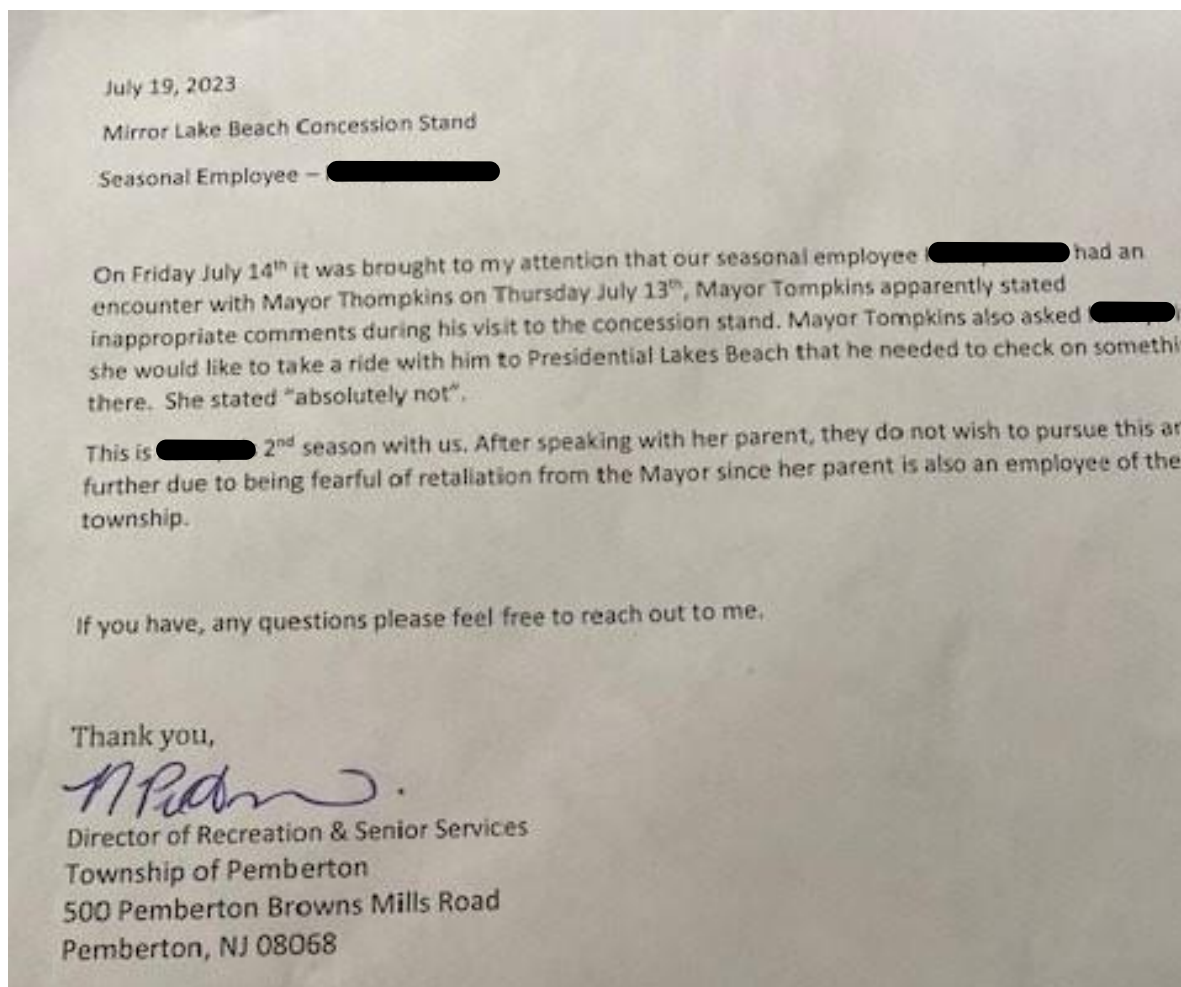 July 19, 2023
Mirror Lake Beach Concession Stand
Seasonal Employee –
On Friday July 14th it was brought to my attention that our seasonal employee had an
encounter with Mayor Thompkins on Thursday July 13th, Mayor Tompkins apparently stated
inappropriate comments during his visit to the concession stand. Mayor Tompkins also asked
she would like to take a ride with him to Presidential Lakes Beach that he needed to check on somethi
there. She stated “absolutely not”.
This is 2nd season with us. After speaking with her parent, they do not wish to pursue this
further due to being fearful of retaliation from the Mayor since her parent is also an employee of the
township.
If you have, any questions please feel free to reach out to me.
Thank you,
Director of Recreation & Senior Services
Township of Pemberton
500 Pemberton Browns Mills Road
Pemberton, NJ 08068